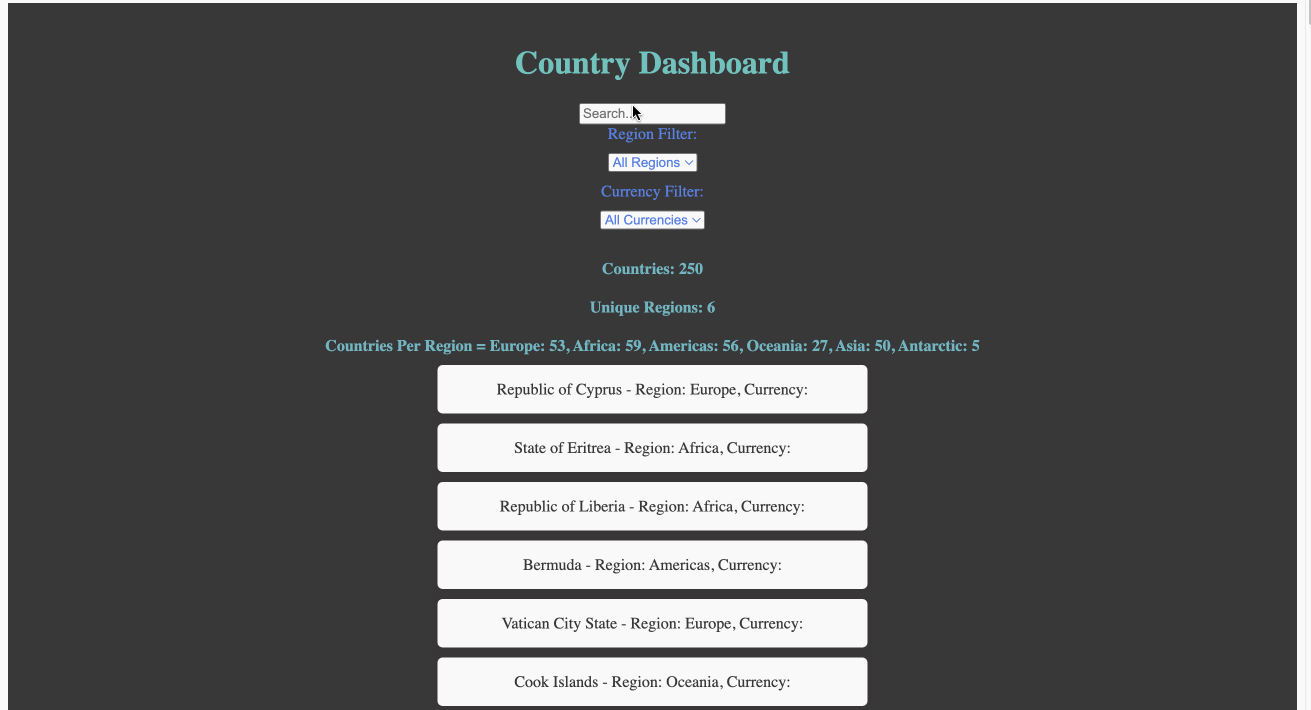 Country Dashboard
Search..
Region Filter:
All Regions
Currency Filter:
All Currencies
Countries: 250
Unique Regions: 6
Countries Per Region = Europe: 53, Africa: 59, Americas: 56, Oceania: 27, Asia: 50, Antarctic: 5
Republic of Cyprus - Region: Europe, Currency:
State of Eritrea - Region: Africa, Currency:
Republic of Liberia - Region: Africa, Currency:
Bermuda - Region: Americas, Currency:
Vatican City State - Region: Europe, Currency:
Cook Islands - Region: Oceania, Currency: